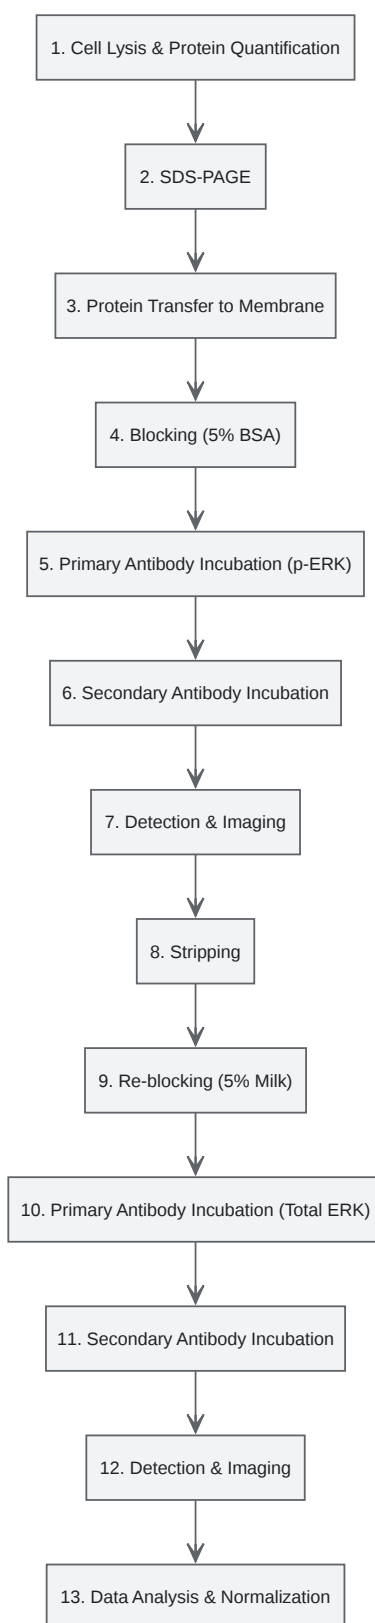 1. Cell Lysis & Protein Quantification
2. SDS-PAGE
3. Protein Transfer to Membrane
4. Blocking (5% BSA)
5. Primary Antibody Incubation (p-ERK)
6. Secondary Antibody Incubation
7. Detection & Imaging
8. Stripping
9. Re-blocking (5% Milk)
10. Primary Antibody Incubation (Total ERK)
11. Secondary Antibody Incubation
12. Detection & Imaging
13. Data Analysis & Normalization